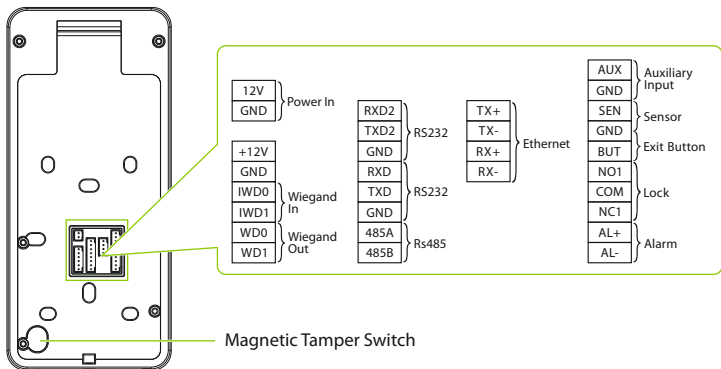 12V
GND
Power In
+12V
GND
IWD0
IWD1
Wiegand
In
WD0
WD1
Wiegand
Out
RXD2
TXD2
GND
RS232
RXD
TXD
GND
RS232
485A
485B
Rs485
TX+
TX-
RX+
RX-
Ethernet
AUX
GND
Auxiliary
Input
SEN
GND
Sensor
BUT
Exit Button
NO1
COM
NC1
Lock
AL+
AL-
Alarm
Magnetic Tamper Switch